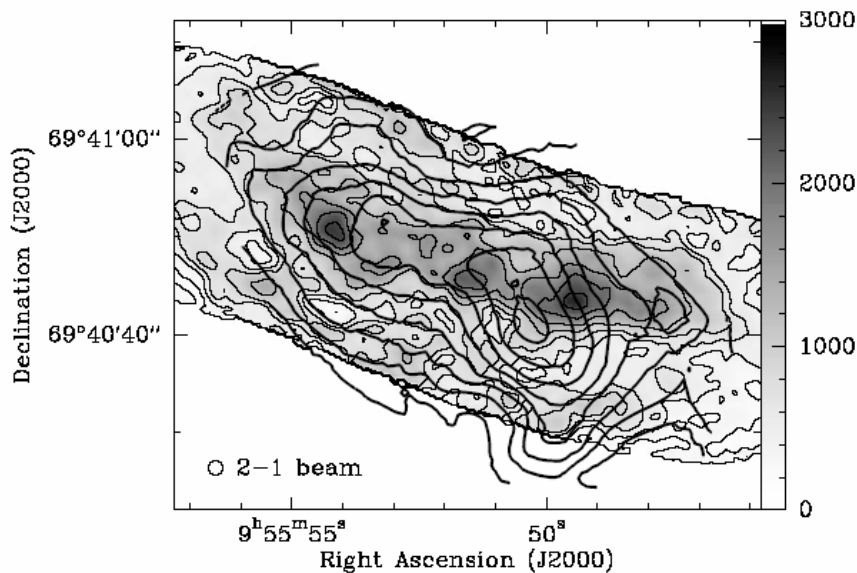 3000
69°41'00"
2000
Declination (J2000)
69°40'40"
1000
2-1 beam
0
9ʰ55ᵐ55ˢ
50ˢ
Right Ascension (J2000)